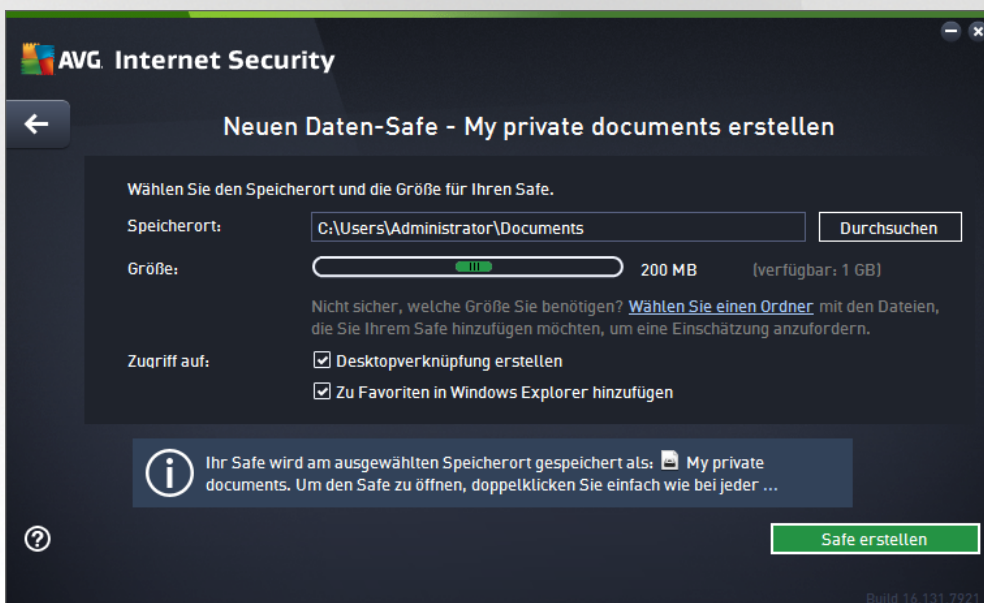 AVG. Internet Security
Neuen Daten-Safe - My private documents erstellen
Wählen Sie den Speicherort und die Größe für Ihren Safe.
Speicherort:
C:\Users\Administrator\Documents
Durchsuchen
Größe:
200 MB
(verfügbar: 1 GB)
Nicht sicher, welche Größe Sie benötigen? Wählen Sie einen Ordner mit den Dateien,
die Sie Ihrem Safe hinzufügen möchten, um eine Einschätzung anzufordern.
Zugriff auf:
Desktopverknüpfung erstellen
Zu Favoriten in Windows Explorer hinzufügen
Ihr Safe wird am ausgewählten Speicherort gespeichert als: My private
documents. Um den Safe zu öffnen, doppelklicken Sie einfach wie bei jeder ...
Safe erstellen
Build 16.131.7921